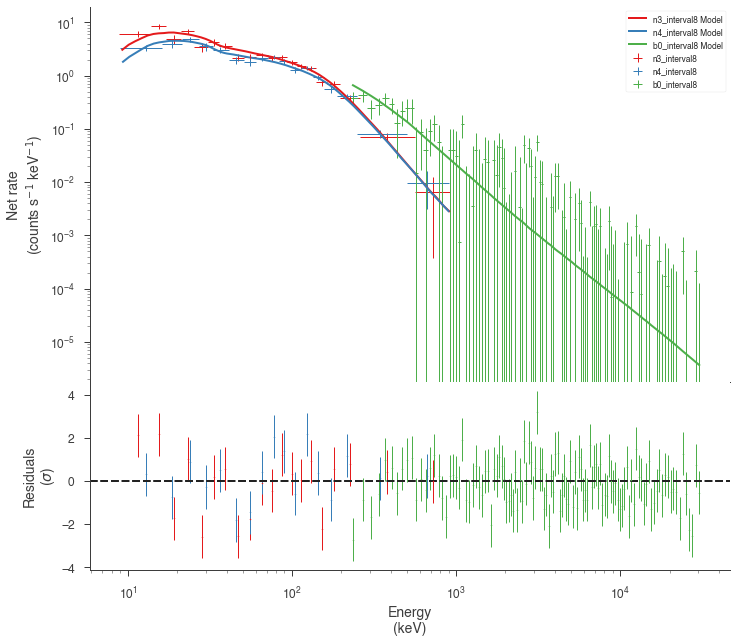 n3_interval8 Model
n4_interval8 Model
b0_interval8 Model
n3_interval8
n4_interval8
b0_interval8
10¹
10⁰
10⁻¹
10⁻²
10⁻³
10⁻⁴
10⁻⁵
Net rate
(counts s⁻¹ keV⁻¹)
4
2
0
−2
−4
Residuals
(σ)
10¹ 10² 10³ 10⁴
Energy
(keV)